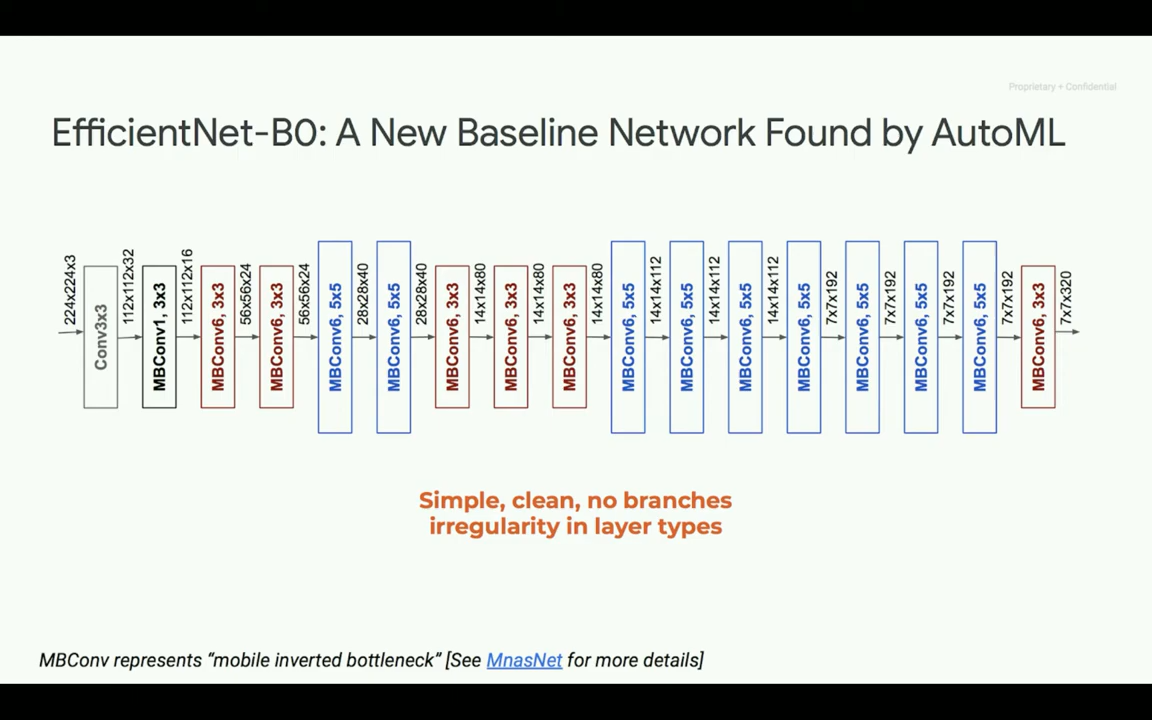 Proprietary + Confidential
EfficientNet-B0: A New Baseline Network Found by AutoML
224x224x3
Conv3x3
112x112x32
MBConv1, 3x3
112x112x16
MBConv6, 3x3
56x56x24
MBConv6, 3x3
56x56x24
MBConv6, 5x5
28x28x40
MBConv6, 5x5
28x28x40
MBConv6, 3x3
14x14x80
MBConv6, 3x3
14x14x80
MBConv6, 3x3
14x14x80
MBConv6, 5x5
14x14x112
MBConv6, 5x5
14x14x112
MBConv6, 5x5
14x14x112
MBConv6, 5x5
7x7x192
MBConv6, 5x5
7x7x192
MBConv6, 5x5
7x7x192
MBConv6, 5x5
7x7x192
MBConv6, 3x3
7x7x320
Simple, clean, no branches
irregularity in layer types
MBConv represents "mobile inverted bottleneck" [See MnasNet for more details]